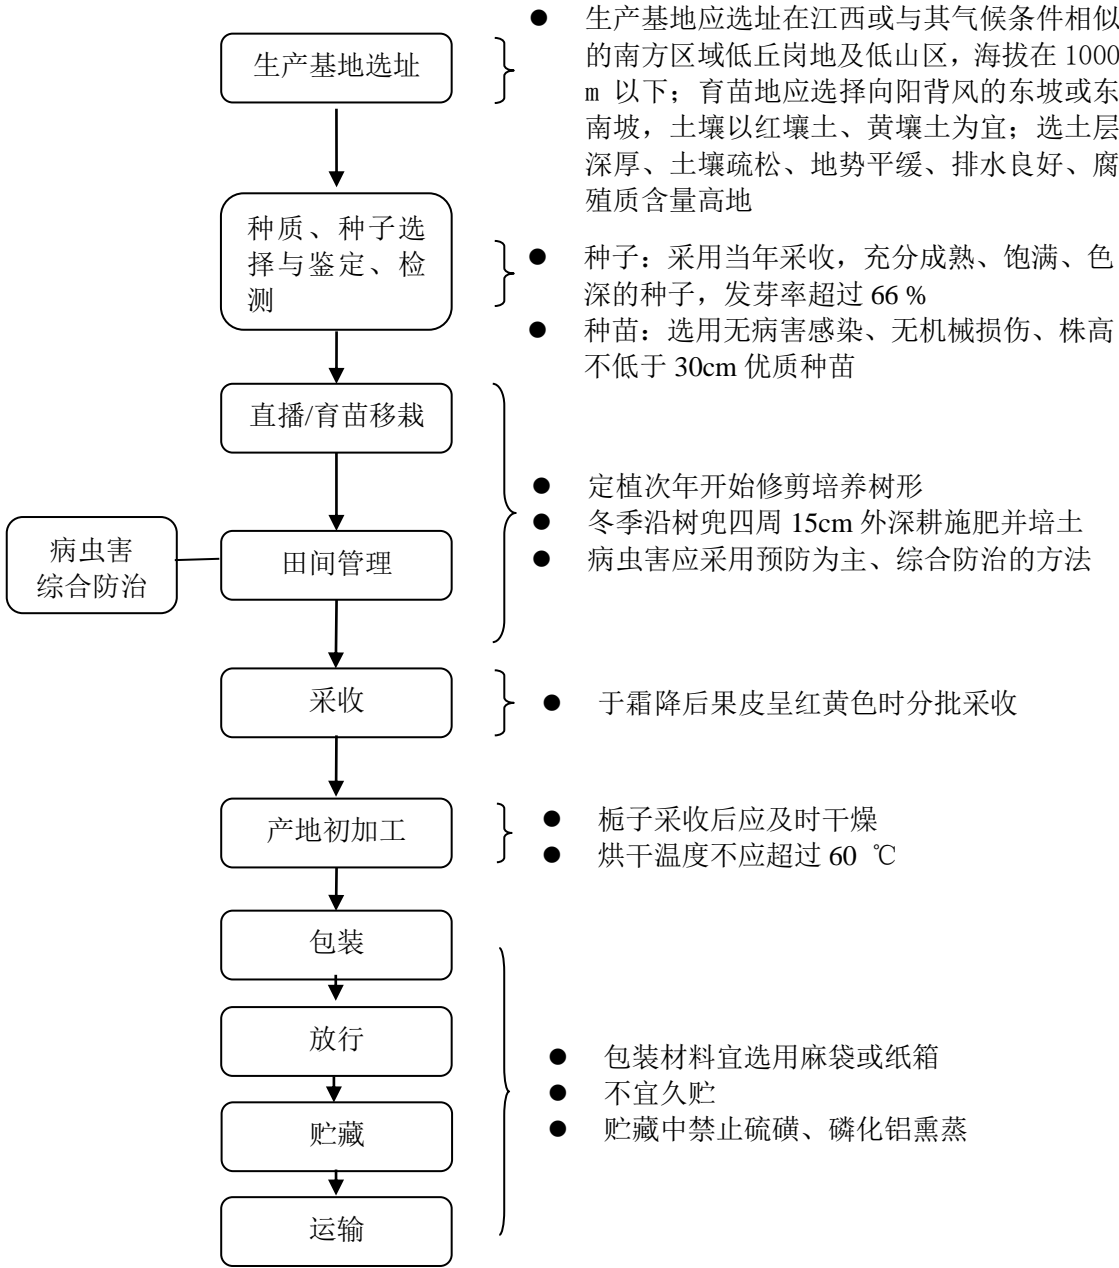 生产基地选址
● 生产基地应选址在江西或与其气候条件相似
的南方区域低丘岗地及低山区，海拔在 1000
m 以下；育苗地应选择向阳背风的东坡或东
南坡，土壤以红壤土、黄壤土为宜；选土层
深厚、土壤疏松、地势平缓、排水良好、腐
殖质含量高地
种质、种子选
择与鉴定、检
测
● 种子：采用当年采收，充分成熟、饱满、色
深的种子，发芽率超过 66 %
● 种苗：选用无病害感染、无机械损伤、株高
不低于 30cm 优质种苗
直播/育苗移栽
病虫害
综合防治
田间管理
● 定植次年开始修剪培养树形
● 冬季沿树兜四周 15cm 外深耕施肥并培土
● 病虫害应采用预防为主、综合防治的方法
采收
● 于霜降后果皮呈红黄色时分批采收
产地初加工
● 栀子采收后应及时干燥
● 烘干温度不应超过 60 ℃
包装
放行
贮藏
运输
● 包装材料宜选用麻袋或纸箱
● 不宜久贮
● 贮藏中禁止硫磺、磷化铝熏蒸